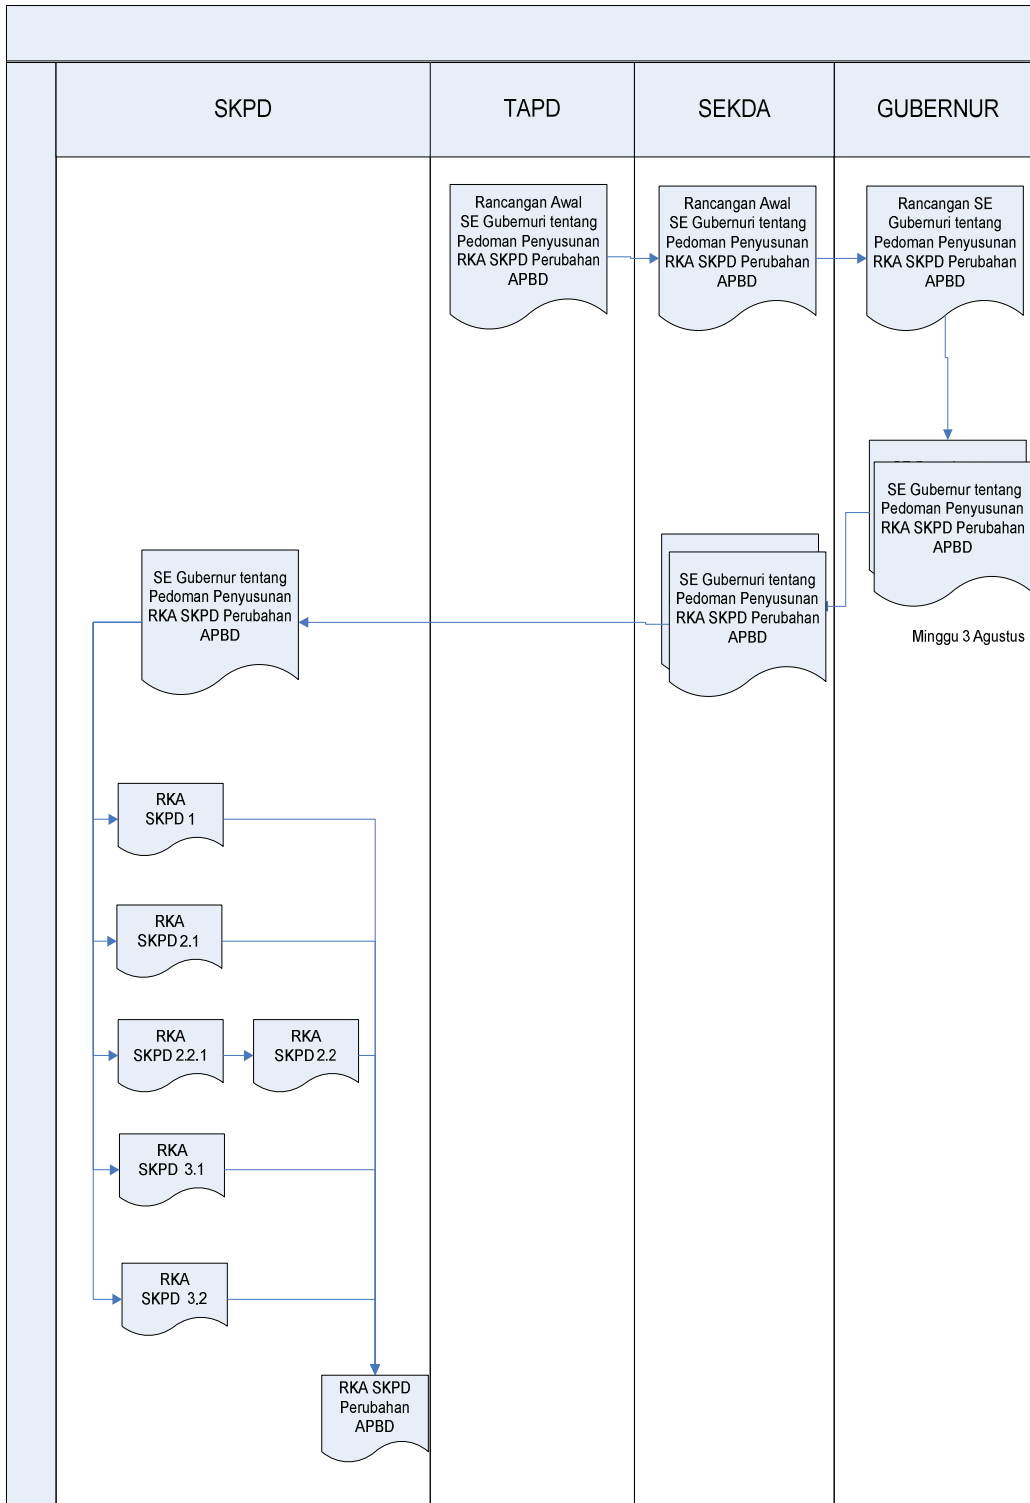 SKPD
TAPD
SEKDA
GUBERNUR
Rancangan Awal
SE Gubernuri tentang
Pedoman Penyusunan
RKA SKPD Perubahan
APBD
Rancangan Awal
SE Gubernuri tentang
Pedoman Penyusunan
RKA SKPD Perubahan
APBD
Rancangan SE
Gubernuri tentang
Pedoman Penyusunan
RKA SKPD Perubahan
APBD
SE Gubernur tentang
Pedoman Penyusunan
RKA SKPD Perubahan
APBD
Minggu 3 Agustus
SE Gubernuri tentang
Pedoman Penyusunan
RKA SKPD Perubahan
APBD
SE Gubernur tentang
Pedoman Penyusunan
RKA SKPD Perubahan
APBD
RKA
SKPD 1
RKA
SKPD 2.1
RKA
SKPD 2.2.1
RKA
SKPD 2.2
RKA
SKPD 3.1
RKA
SKPD 3.2
RKA SKPD
Perubahan
APBD